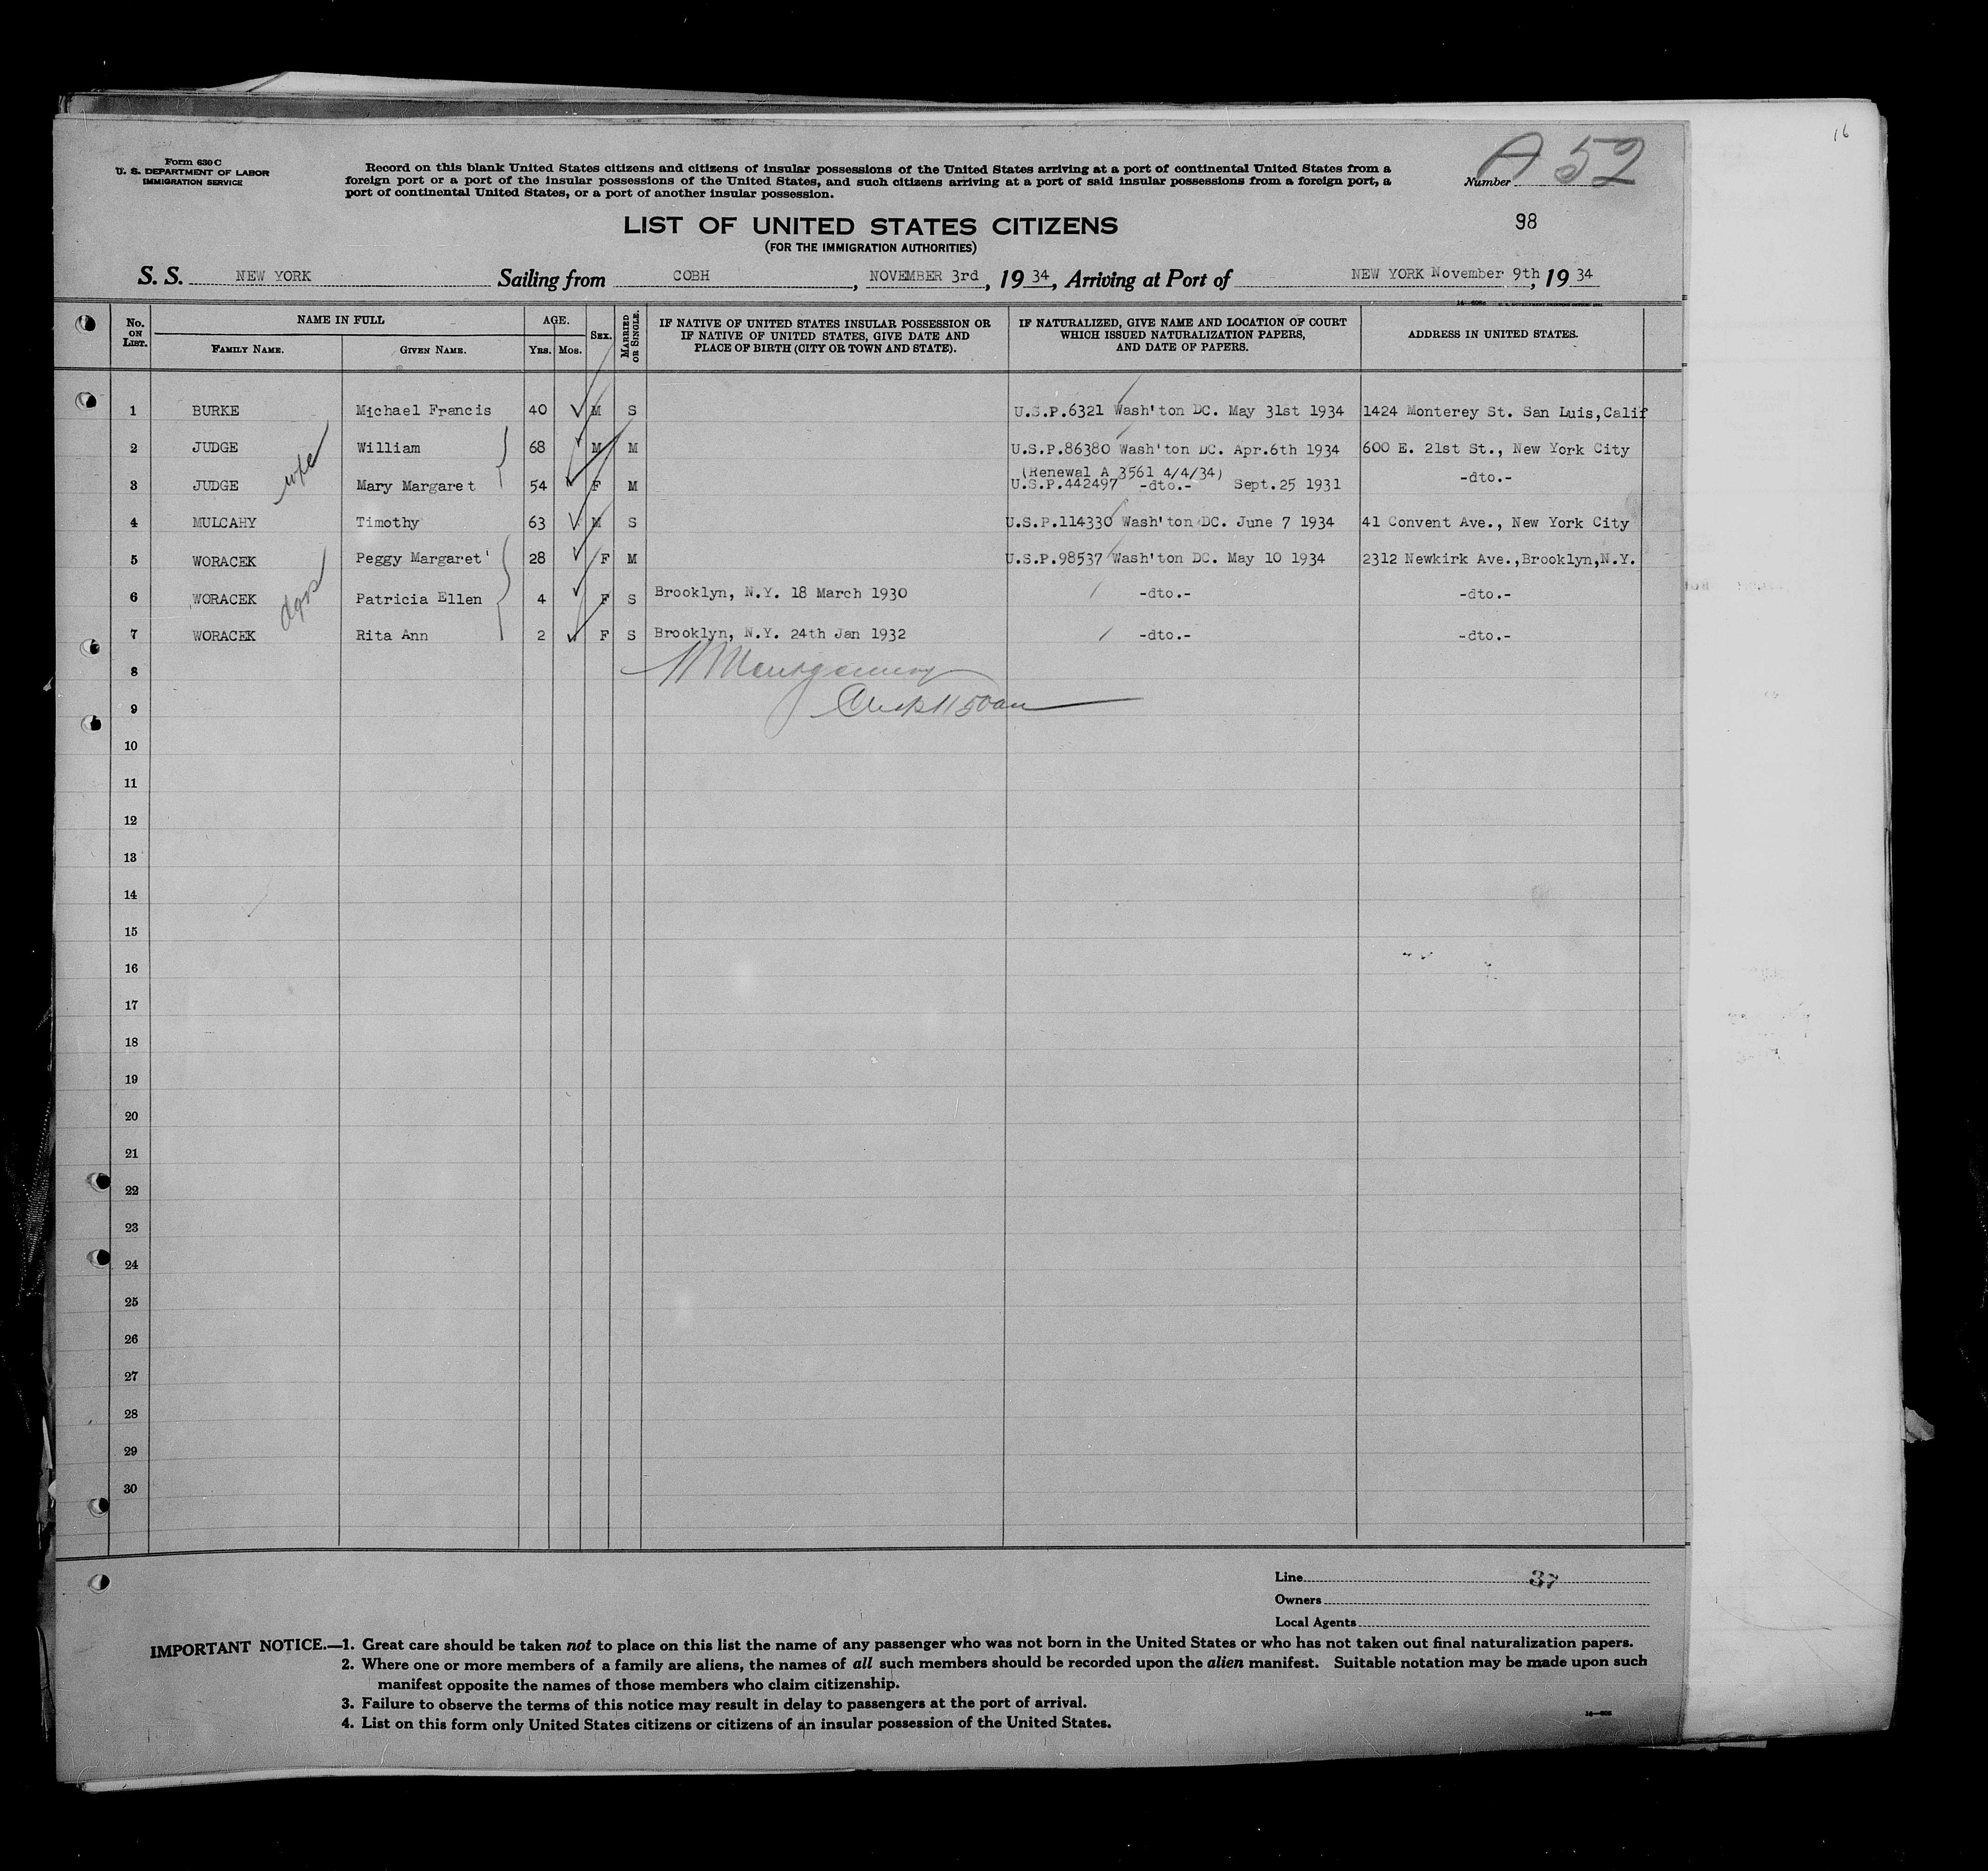 16
Form 630 C
U. S. DEPARTMENT OF LABOR
IMMIGRATION SERVICE
Record on this blank United States citizens and citizens of insular possessions of the United States arriving at a port of continental United States from a
foreign port or a port of the insular possessions of the United States, and such citizens arriving at a port of said insular possessions from a foreign port, a
port of continental United States, or a port of another insular possession.
Number A 52
98
LIST OF UNITED STATES CITIZENS
(FOR THE IMMIGRATION AUTHORITIES)
S. S. NEW YORK Sailing from COBH, NOVEMBER 3rd, 19 34, Arriving at Port of NEW YORK November 9th, 19 34
No. ON LIST. NAME IN FULL FAMILY NAME. GIVEN NAME. AGE. YRS. MOS. SEX. MARRIED OR SINGLE. IF NATIVE OF UNITED STATES INSULAR POSSESSION OR IF NATIVE OF UNITED STATES, GIVE DATE AND PLACE OF BIRTH (CITY OR TOWN AND STATE). IF NATURALIZED, GIVE NAME AND LOCATION OF COURT WHICH ISSUED NATURALIZATION PAPERS, AND DATE OF PAPERS. ADDRESS IN UNITED STATES.
1 BURKE Michael Francis 40 M S U.S.P.6321 Wash'ton DC. May 31st 1934 1424 Monterey St. San Luis,Calif
2 JUDGE William 68 M M U.S.P.86380 Wash'ton DC. Apr.6th 1934 600 E. 21st St., New York City
(Renewal A 3561 4/4/34)
3 JUDGE wife Mary Margaret 54 F M U.S.P.442497 -dto.- Sept.25 1931 -dto.-
4 MULCAHY Timothy 63 M S U.S.P.114330 Wash'ton DC. June 7 1934 41 Convent Ave., New York City
5 WORACEK Peggy Margaret 28 F M U.S.P.98537 Wash'ton DC. May 10 1934 2312 Newkirk Ave.,Brooklyn,N.Y.
6 WORACEK dgs Patricia Ellen 4 F S Brooklyn, N.Y. 18 March 1930 -dto.- -dto.-
7 WORACEK Rita Ann 2 F S Brooklyn, N.Y. 24th Jan 1932 -dto.- -dto.-
8 Montgomery
9
10
11
12
13
14
15
16
17
18
19
20
21
22
23
24
25
26
27
28
29
30
Line 37
Owners
Local Agents
IMPORTANT NOTICE.—1. Great care should be taken not to place on this list the name of any passenger who was not born in the United States or who has not taken out final naturalization papers.
2. Where one or more members of a family are aliens, the names of all such members should be recorded upon the alien manifest. Suitable notation may be made upon such
manifest opposite the names of those members who claim citizenship.
3. Failure to observe the terms of this notice may result in delay to passengers at the port of arrival.
4. List on this form only United States citizens or citizens of an insular possession of the United States.